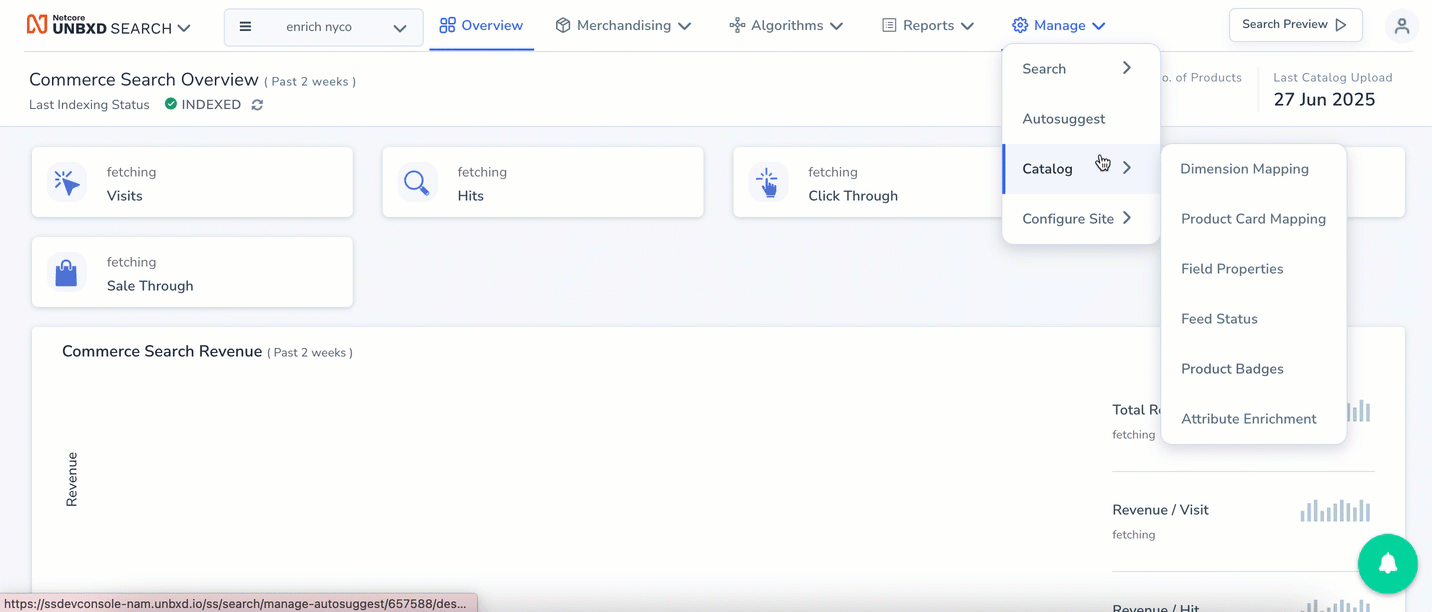 Netcore
UNBXD SEARCH
enrich nyco
Overview
Merchandising
Algorithms
Reports
Manage
Search Preview
Commerce Search Overview ( Past 2 weeks )
Last Indexing Status INDEXED
o. of Products
Last Catalog Upload
27 Jun 2025
Search
Autosuggest
Catalog
Configure Site
Dimension Mapping
Product Card Mapping
Field Properties
Feed Status
Product Badges
Attribute Enrichment
fetching
Visits
fetching
Hits
fetching
Click Through
fetching
Sale Through
Commerce Search Revenue ( Past 2 weeks )
Revenue
Total Re
fetching
Revenue / Visit
fetching
Revenue / Hit
https://ssdevconsole-nam.unbxd.io/ss/search/manage-autosuggest/657588/des...